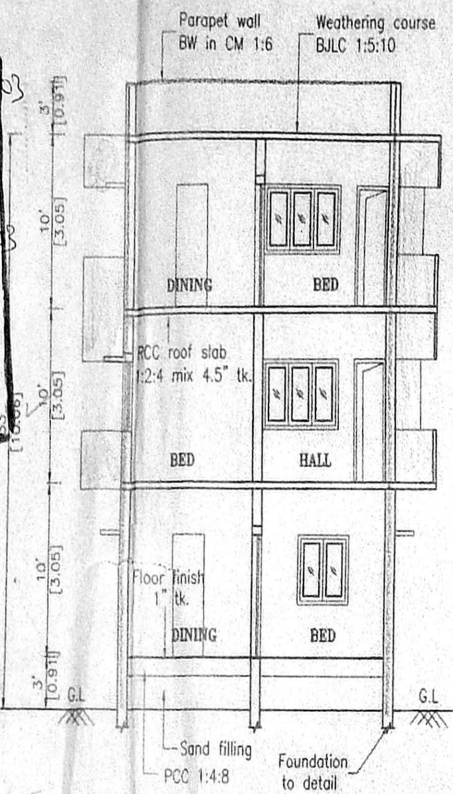 Parapet wall
BW in CM 1:6
Weathering course
BJLC 1:5:10
3'
[0.91]
10'
[3.05]
DINING
BED
RCC roof slab
1:2:4 mix 4.5" tk.
10'
[3.05]
BED
HALL
10'
[3.05]
Floor finish
1" tk.
DINING
BED
3'
[0.91]
G.L
G.L
Sand filling
PCC 1:4:8
Foundation
to detail